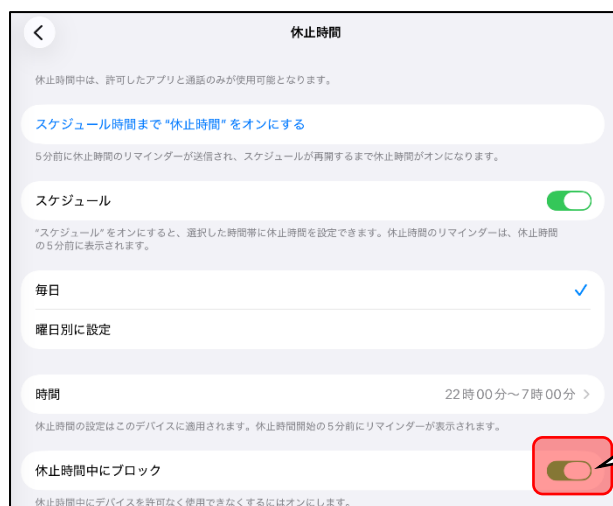 休止時間
休止時間中は、許可したアプリと通話のみが使用可能となります。
スケジュール時間まで"休止時間"をオンにする
5分前に休止時間のリマインダーが送信され、スケジュールが再開するまで休止時間がオンになります。
スケジュール
"スケジュール"をオンにすると、選択した時間帯に休止時間を設定できます。休止時間のリマインダーは、休止時間
の5分前に表示されます。
毎日
曜日別に設定
時間 22時00分～7時00分
休止時間の設定はこのデバイスに適用されます。休止時間開始の5分前にリマインダーが表示されます。
休止時間中にブロック
休止時間中にデバイスを許可なく使用できなくするにはオンにします。